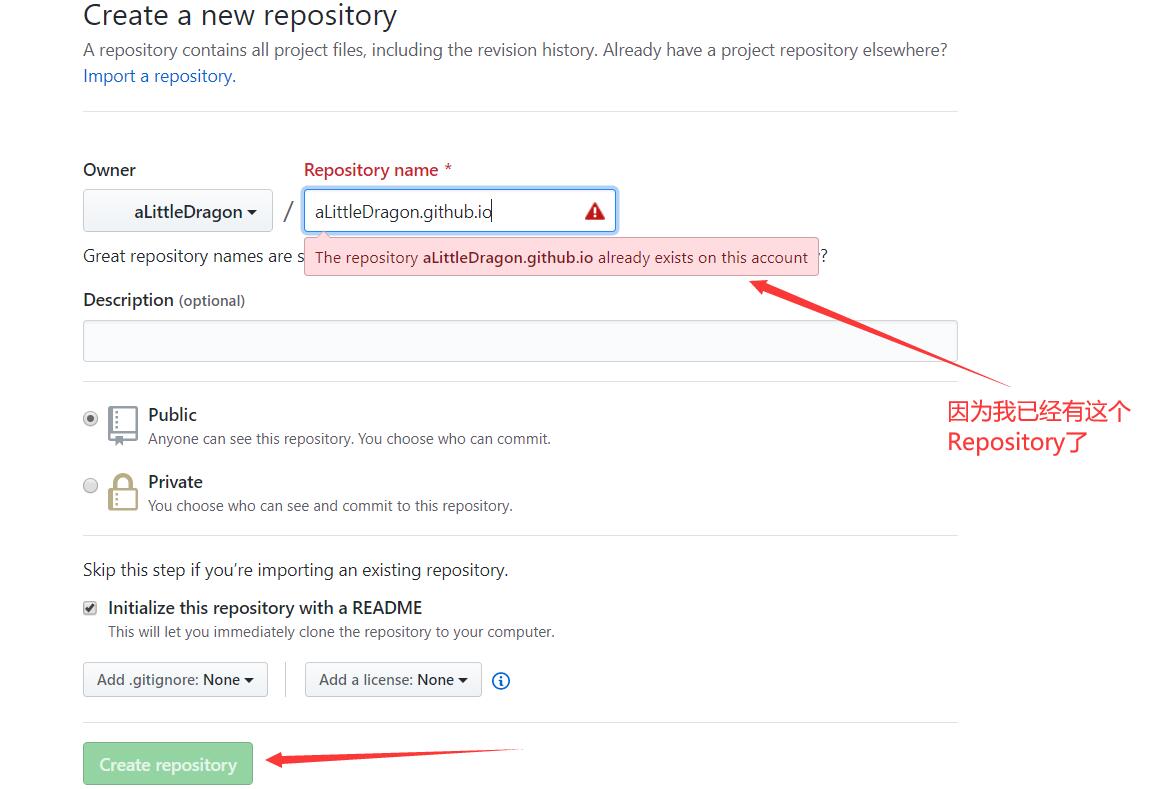 Create a new repository
A repository contains all project files, including the revision history. Already have a project repository elsewhere?
Import a repository.
Owner
Repository name *
aLittleDragon
/
aLittleDragon.github.io
The repository aLittleDragon.github.io already exists on this account
Great repository names are s ?
Description (optional)
Public
Anyone can see this repository. You choose who can commit.
因为我已经有这个
Repository了
Private
You choose who can see and commit to this repository.
Skip this step if you’re importing an existing repository.
Initialize this repository with a README
This will let you immediately clone the repository to your computer.
Add .gitignore: None
Add a license: None
Create repository